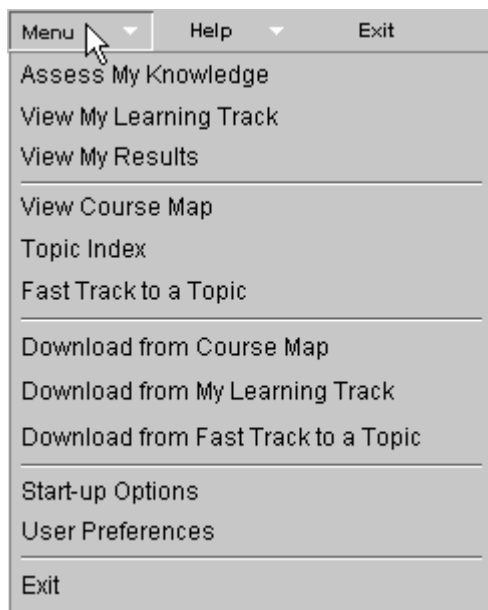 Menu Help Exit
Assess My Knowledge
View My Learning Track
View My Results
View Course Map
Topic Index
Fast Track to a Topic
Download from Course Map
Download from My Learning Track
Download from Fast Track to a Topic
Start-up Options
User Preferences
Exit